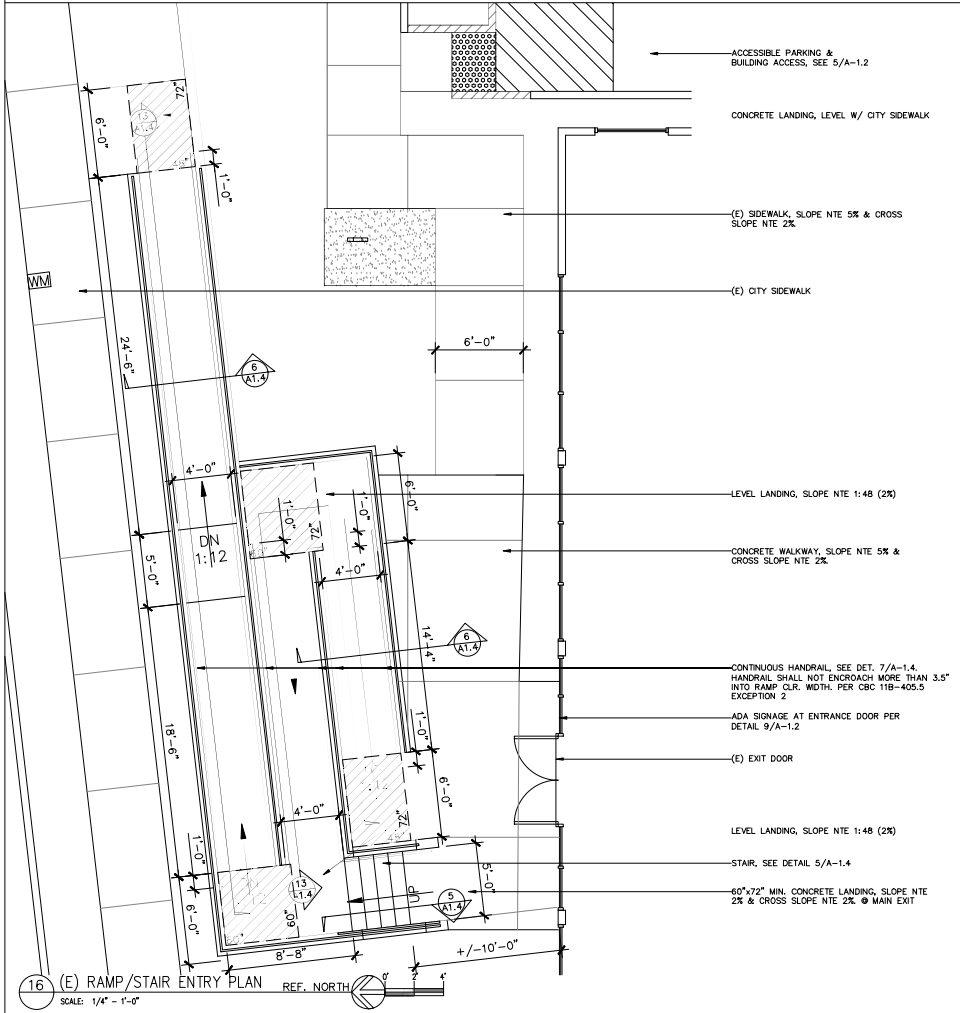 ACCESSIBLE PARKING &
BUILDING ACCESS, SEE 5/A-1.2
CONCRETE LANDING, LEVEL W/ CITY SIDEWALK
(E) SIDEWALK, SLOPE NTE 5% & CROSS
SLOPE NTE 2%.
(E) CITY SIDEWALK
LEVEL LANDING, SLOPE NTE 1:48 (2%)
CONCRETE WALKWAY, SLOPE NTE 5% &
CROSS SLOPE NTE 2%.
CONTINUOUS HANDRAIL, SEE DET. 7/A-1.4.
HANDRAIL SHALL NOT ENCROACH MORE THAN 3.5"
INTO RAMP CLR. WIDTH. PER CBC 11B-405.5
EXCEPTION 2
ADA SIGNAGE AT ENTRANCE DOOR PER
DETAIL 9/A-1.2
(E) EXIT DOOR
LEVEL LANDING, SLOPE NTE 1:48 (2%)
STAIR, SEE DETAIL 5/A-1.4
60"x72" MIN. CONCRETE LANDING, SLOPE NTE
2% & CROSS SLOPE NTE 2%. @ MAIN EXIT
72"
6'-0"
13
A1.4
1'-0"
WM
24'-6"
6
A1.4
6'-0"
4'-0"
DN
1:12
5'-0"
1'-0"
72"
1'-0"
6'-0"
4'-0"
14'-4"
6
A1.4
18'-6"
1'-0"
6'-0"
72"
48"
4'-0"
1'-0"
6'-0"
13
60"
UP
5
A1.4
5'-0"
8'-8"
+/-10'-0"
16
(E) RAMP/STAIR ENTRY PLAN
SCALE: 1/4" - 1'-0"
REF. NORTH
0'
2'
4'